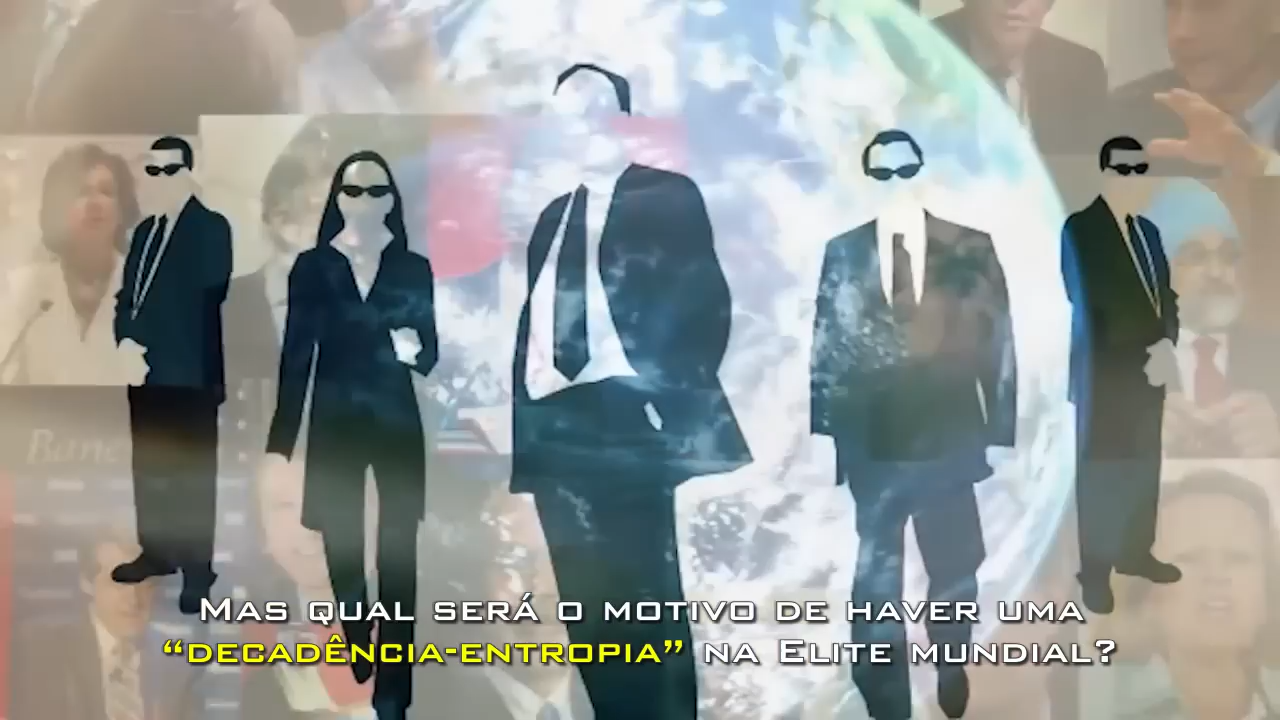 Mas qual será o motivo de haver uma
“decadência-entropia” na Elite mundial?